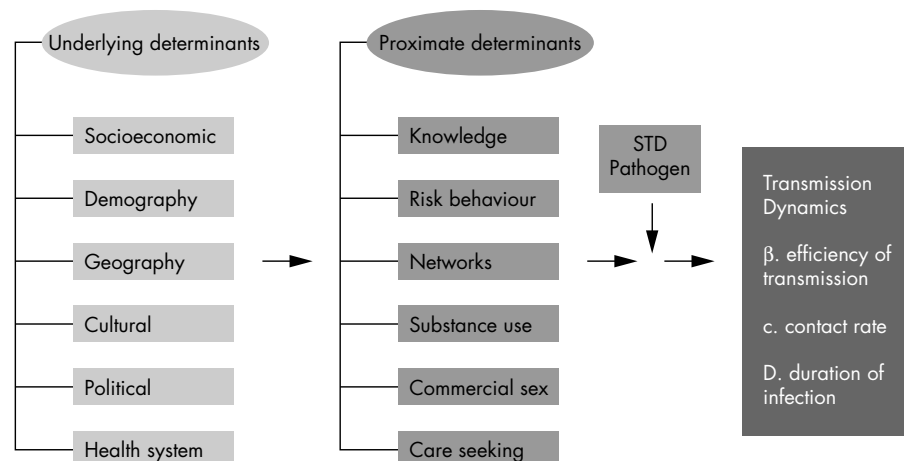 Underlying determinants
Socioeconomic
Demography
Geography
Cultural
Political
Health system
Proximate determinants
Knowledge
Risk behaviour
Networks
Substance use
Commercial sex
Care seeking
STD
Pathogen
Transmission
Dynamics
β. efficiency of
transmission
c. contact rate
D. duration of
infection